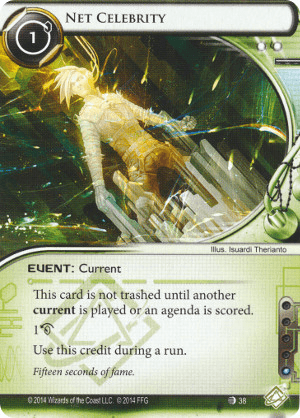 NET CELEBRITY
1
Illus. Isuardi Therianto
EVENT: Current
This card is not trashed until another
current is played or an agenda is scored.
1
Use this credit during a run.
Fifteen seconds of fame.
© 2014 Wizards of the Coast LLC. © 2014 FFG
38